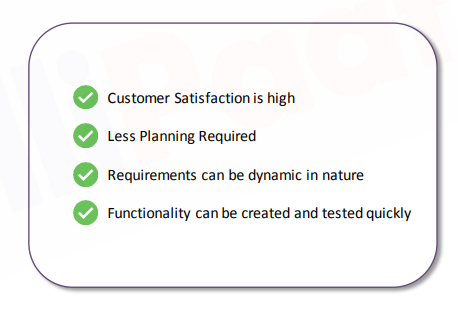 Customer Satisfaction is high
Less Planning Required
Requirements can be dynamic in nature
Functionality can be created and tested quickly